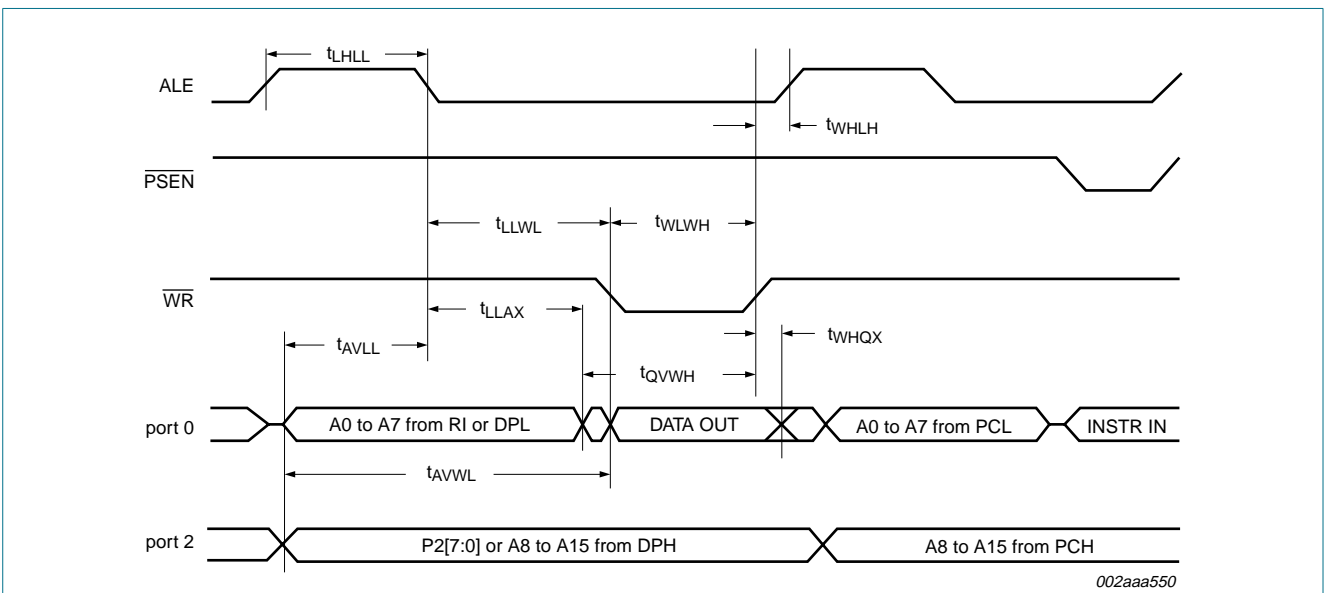 tLHLL
ALE
tWHLH
PSEN
tLLWL
tWLWH
WR
tLLAX
tWHQX
tAVLL
tQVWH
port 0
A0 to A7 from RI or DPL
DATA OUT
A0 to A7 from PCL
INSTR IN
tAVWL
port 2
P2[7:0] or A8 to A15 from DPH
A8 to A15 from PCH
002aaa550